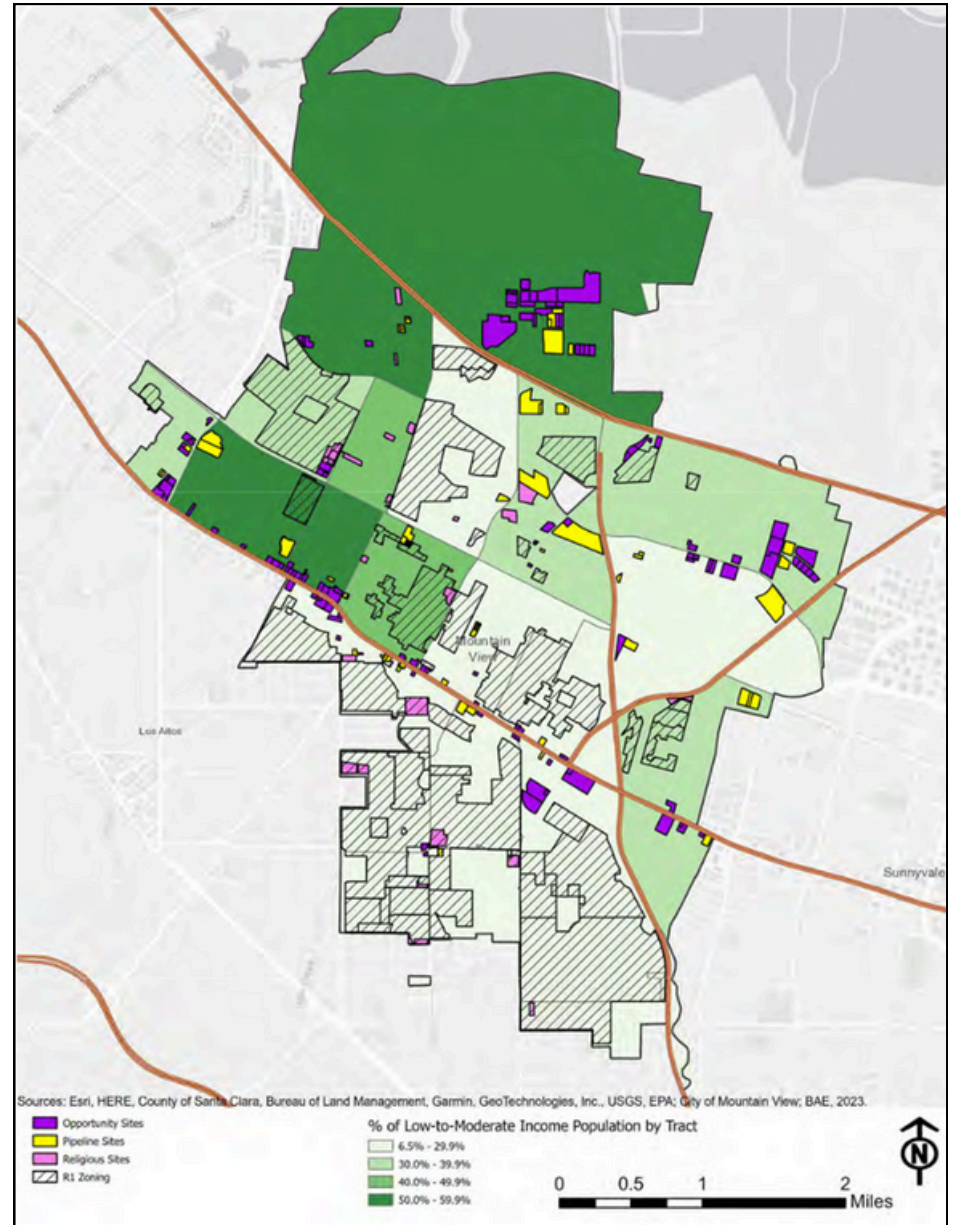 Mountain
View
Los Altos
Sunnyvale
Sources: Esri, HERE, County of Santa Clara, Bureau of Land Management, Garmin, GeoTechnologies, Inc., USGS, EPA; City of Mountain View; BAE, 2023.
Opportunity Sites
Pipeline Sites
Religious Sites
R1 Zoning
% of Low-to-Moderate Income Population by Tract
6.5% - 29.9%
30.0% - 39.9%
40.0% - 49.9%
50.0% - 59.9%
0 0.5 1 2
Miles
N